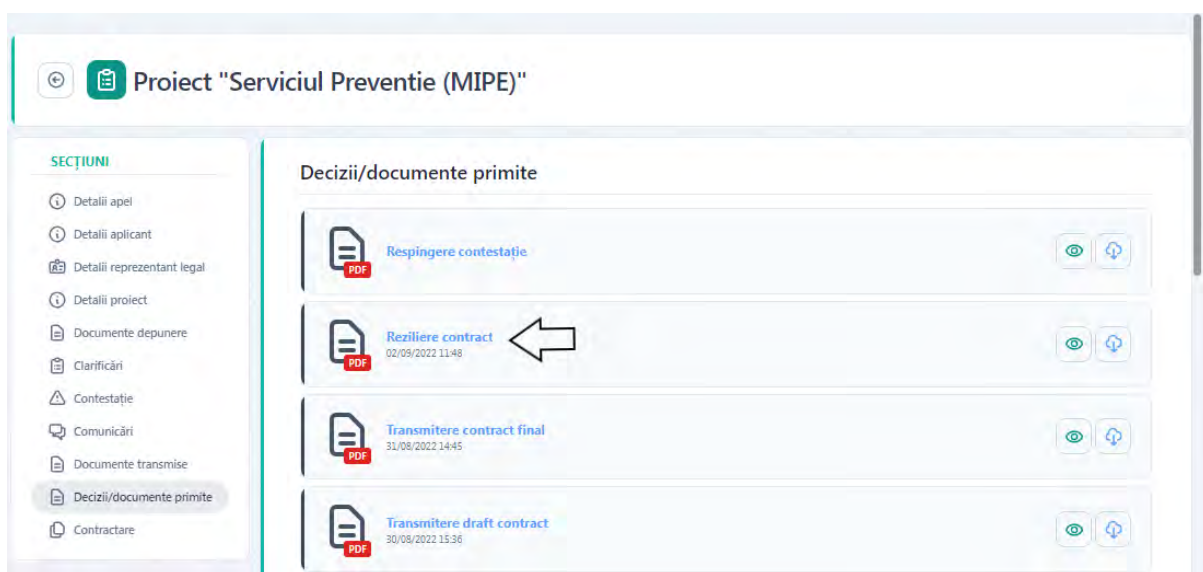 Proiect "Serviciul Preventie (MIPE)"
SECȚIUNI
Detalii apel
Detalii aplicant
Detalii reprezentant legal
Detalii proiect
Documente depunere
Clarificări
Contestație
Comunicări
Documente transmise
Decizii/documente primite
Contractare
Decizii/documente primite
Respingere contestație
PDF
Reziliere contract
02/09/2022 11:48
PDF
Transmitere contract final
31/08/2022 14:45
PDF
Transmitere draft contract
30/08/2022 15:36
PDF